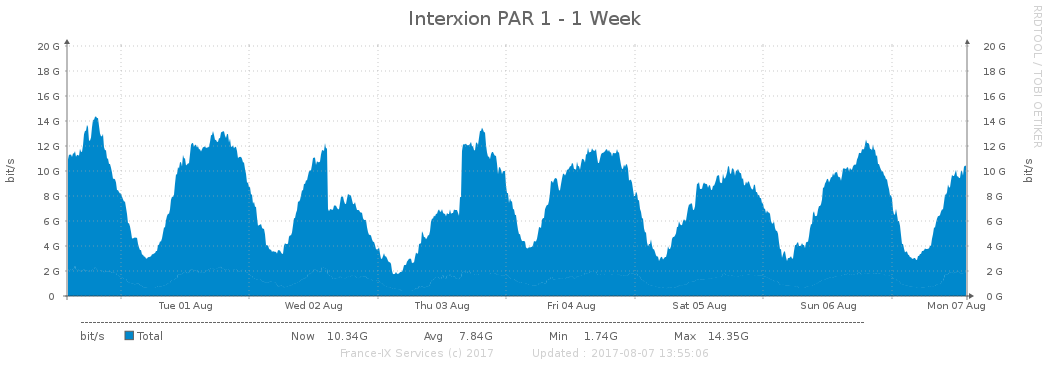 Interxion PAR 1 - 1 Week
RRDTOOL / TOBI OETIKER
bit/s
20 G 20 G
18 G 18 G
16 G 16 G
14 G 14 G
12 G 12 G
10 G 10 G
8 G 8 G
6 G 6 G
4 G 4 G
2 G 2 G
0 0 G
bit/s
Tue 01 Aug Wed 02 Aug Thu 03 Aug Fri 04 Aug Sat 05 Aug Sun 06 Aug Mon 07 Aug
bit/s Total Now 10.34G Avg 7.84G Min 1.74G Max 14.35G
France-IX Services (c) 2017 Updated : 2017-08-07 13:55:06